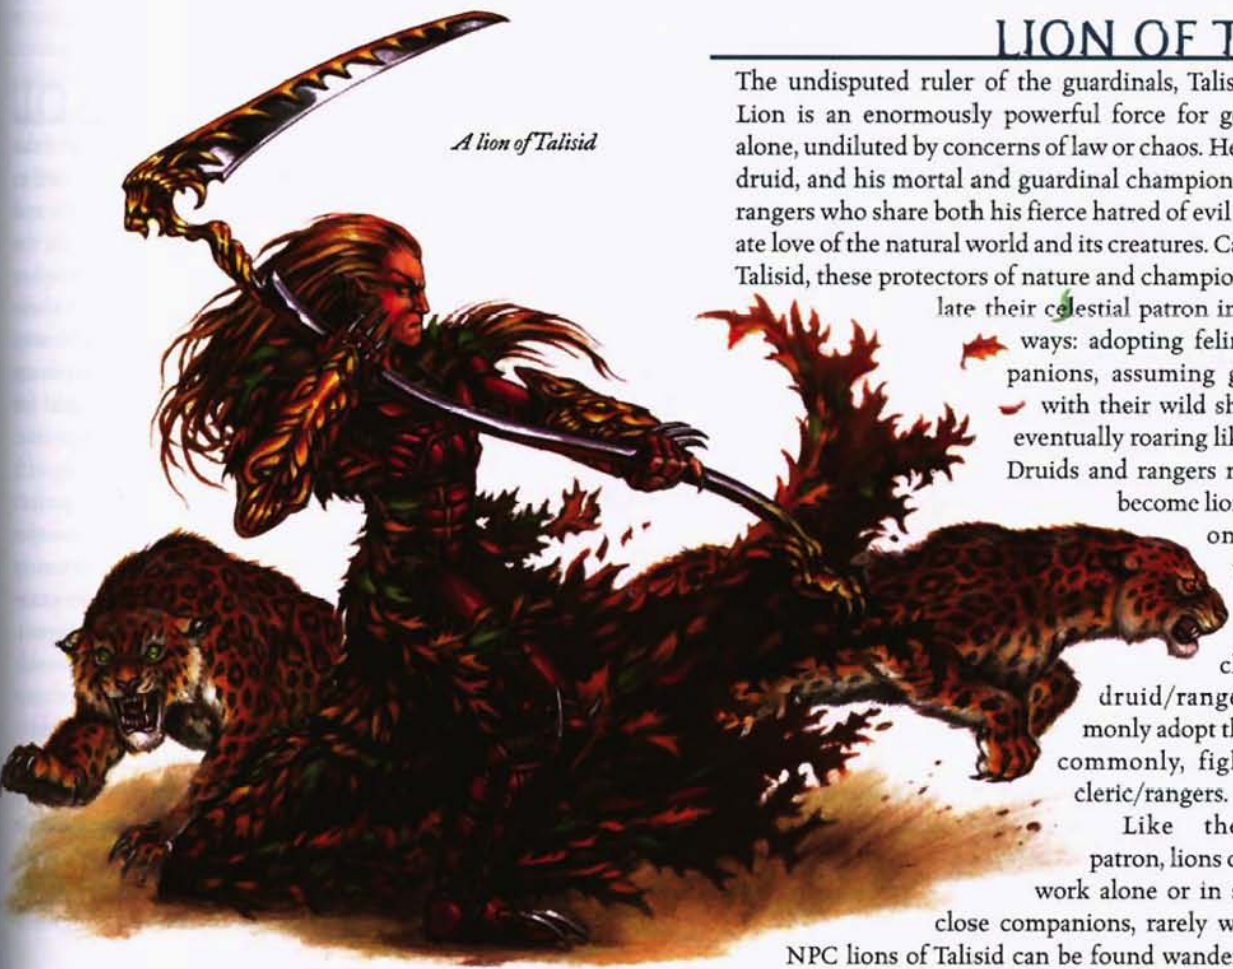 LION OF T
The undisputed ruler of the guardinals, Talis
Lion is an enormously powerful force for g
alone, undiluted by concerns of law or chaos. He
druid, and his mortal and guardinal champion
rangers who share both his fierce hatred of evil
ate love of the natural world and its creatures. Ca
Talisid, these protectors of nature and champio
late their celestial patron in
ways: adopting felin
panions, assuming g
with their wild sh
eventually roaring lik
Druids and rangers r
become lion
on
cl
druid/range
monly adopt th
commonly, figh
cleric/rangers.
Like the
patron, lions o
work alone or in s
close companions, rarely w
NPC lions of Talisid can be found wande
A lion of Talisid